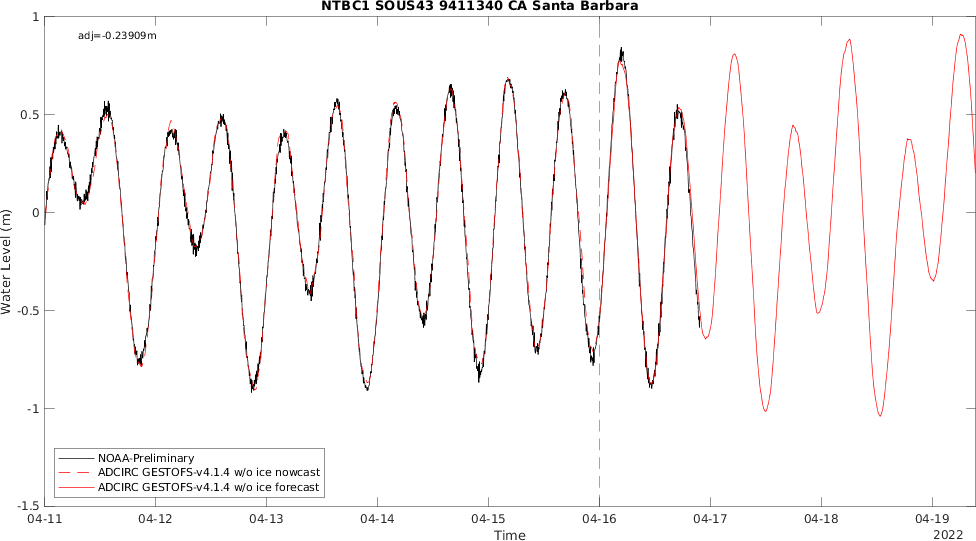 NTBC1 SOUS43 9411340 CA Santa Barbara
adj=-0.23909m
1
0.5
0
-0.5
-1
-1.5
Water Level (m)
NOAA-Preliminary
ADCIRC GESTOFS-v4.1.4 w/o ice nowcast
ADCIRC GESTOFS-v4.1.4 w/o ice forecast
04-11 04-12 04-13 04-14 04-15 04-16 04-17 04-18 04-19
Time
2022